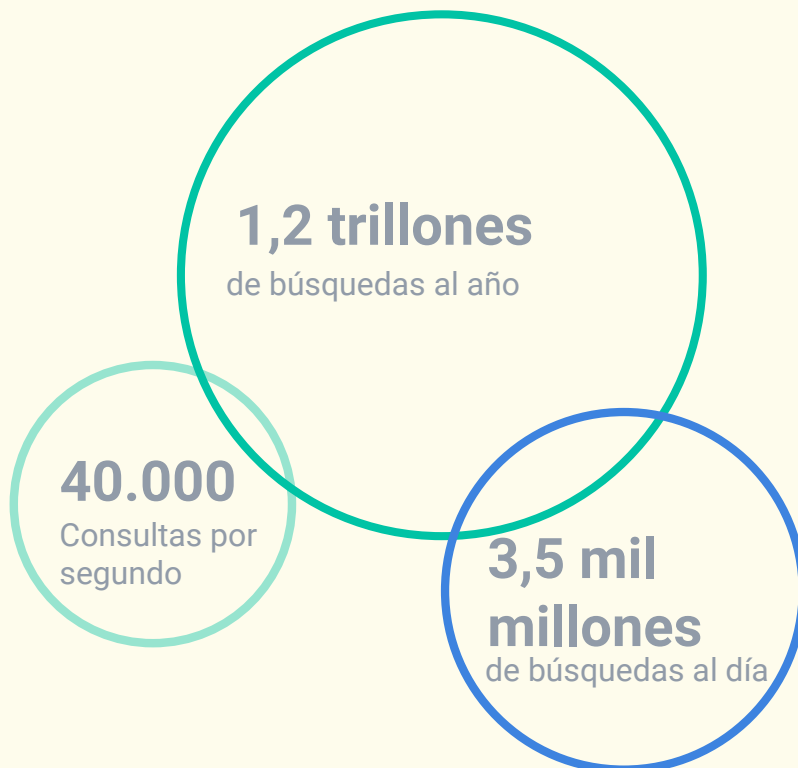 1,2 trillones
de búsquedas al año
40.000
Consultas por
segundo
3,5 mil
millones
de búsquedas al día